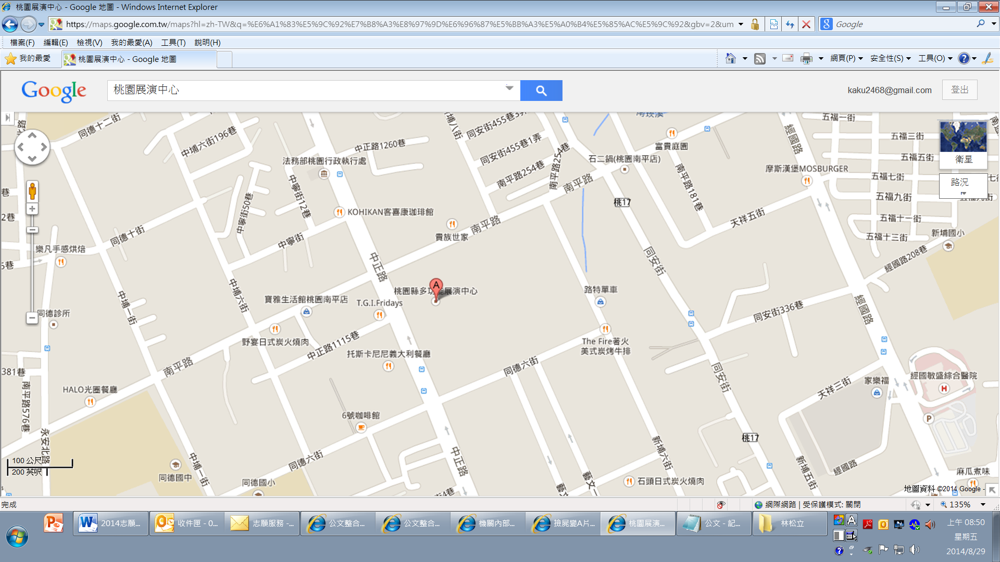 桃園展演中心 - Google 地圖 - Windows Internet Explorer
https://maps.google.com.tw/maps?hl=zh-TW&q=%E6%A1%83%E5%9C%92%E7%B8%A3%E8%97%9D%E6%96%87%E5%BB%A3%E5%A0%B4%E5%85%AC%E5%9C%92&gbv=2&um
Google
檔案(F) 編輯(E) 檢視(V) 我的最愛(A) 工具(T) 說明(H)
我的最愛
桃園展演中心 - Google 地圖
網頁(P) 安全性(S) 工具(O)
Google
桃園展演中心
kaku2468@gmail.com
登出
同德十二街
中埔六街196巷
中正路1260巷
埔八街
同安街455巷3弄
同安街455巷1弄
南崁溪
富貴庭園
經國路
五福一街
五福三街
五福五街
五福七街
五福九街
五福十一街
五福十三街
衛星
路況
法務部桃園行政執行處
石二鍋(桃園南平店)
南平路254巷
南平路254巷
南平路
南平路181巷
摩斯漢堡MOSBURGER
中寧街12巷
中寧街50巷
KOHIKAN客喜康珈琲館
桃17
貴族世家
南平路
天祥五街
新埔國小
經國路208巷
同德十街
中寧街
樂凡手感烘焙
中正路
同安街
中埔六街
中埔一街
桃園縣多功能展演中心
A
路特單車
寶雅生活館桃園南平店
T.G.I.Fridays
同德診所
同安街336巷
經國路
野宴日式炭火燒肉
中正路1115巷
The Fire著火
美式炭烤牛排
托斯卡尼尼義大利餐廳
南平路
381巷
同德六街
同安街
經國敏盛綜合醫院
H
家樂福
天祥三街
HALO光圈餐廳
南平路576巷
6號咖啡館
P
桃17
永安北路
新埔六街
中正路
同德六街
中埔一街
新埔五街
經國路
麻瓜煮味
同德國中
同德國小
石頭日式炭火燒肉
100 公尺
200 英呎
地圖資料 ©2014 Google -
完成
網際網路 | 受保護模式: 關閉
135%
2014志願...
收件匣 - O...
志願服務 -...
公文整合...
公文整合...
機關內部...
撿屍變A片...
桃園展演...
公文 - 記...
林松立
上午 08:50
星期五
2014/8/29